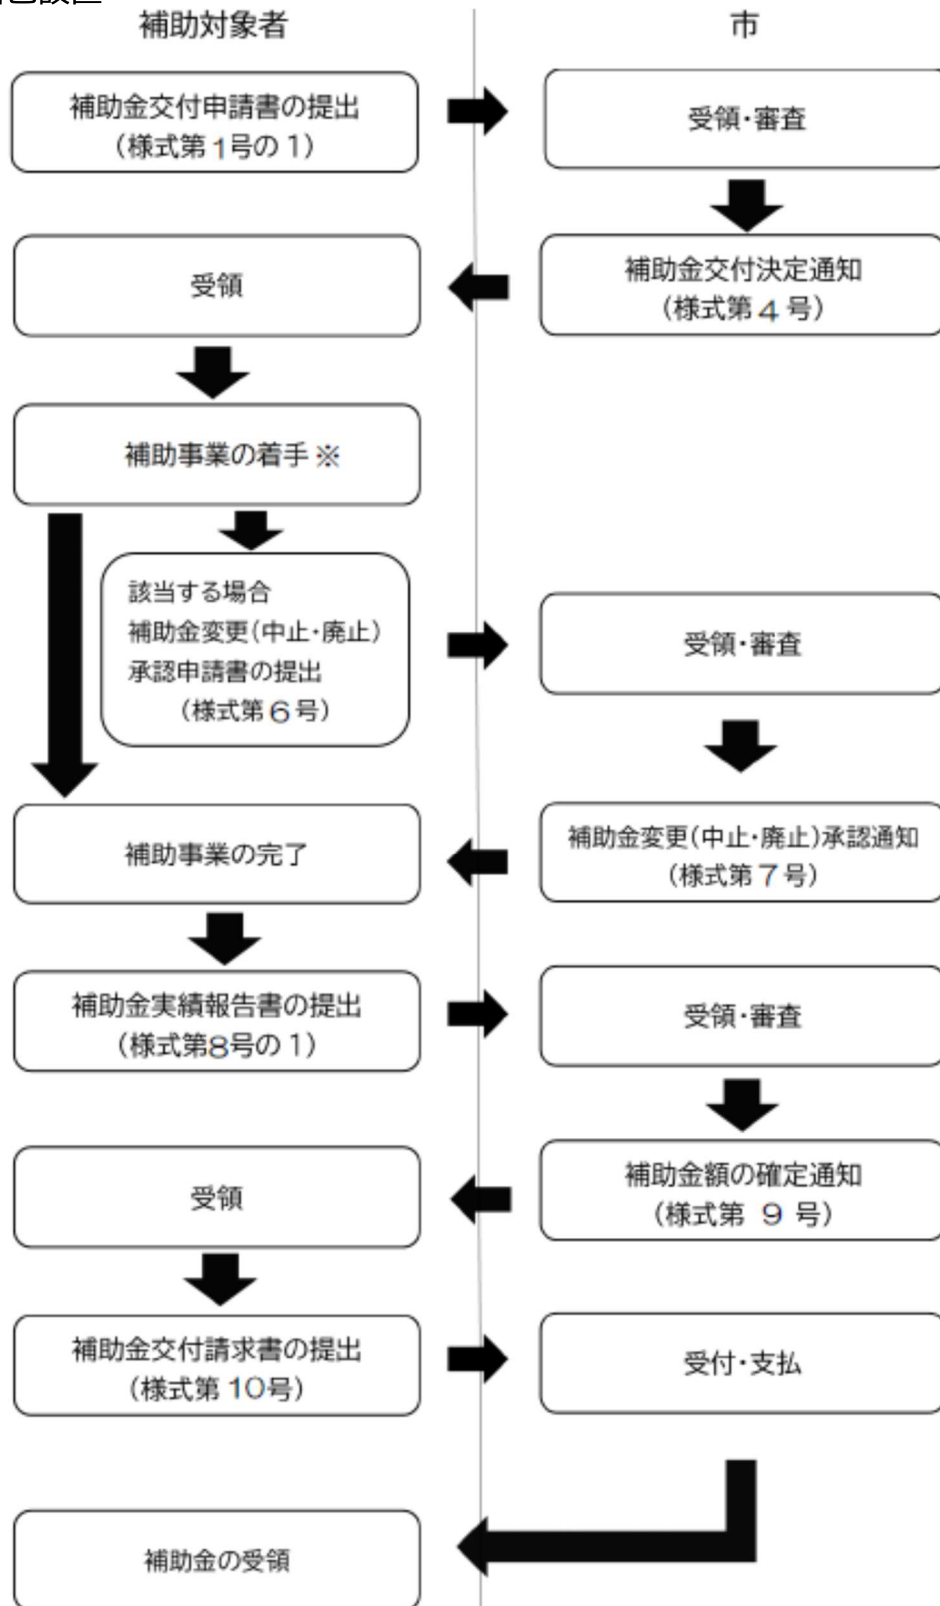 補助対象者
市
補助金交付申請書の提出
(様式第1号の1)
受領・審査
補助金交付決定通知
(様式第4号)
受領
補助事業の着手※
該当する場合
補助金変更(中止・廃止)
承認申請書の提出
(様式第6号)
受領・審査
補助金変更(中止・廃止)承認通知
(様式第7号)
補助事業の完了
補助金実績報告書の提出
(様式第8号の1)
受領・審査
補助金額の確定通知
(様式第 9 号)
受領
補助金交付請求書の提出
(様式第10号)
受付・支払
補助金の受領